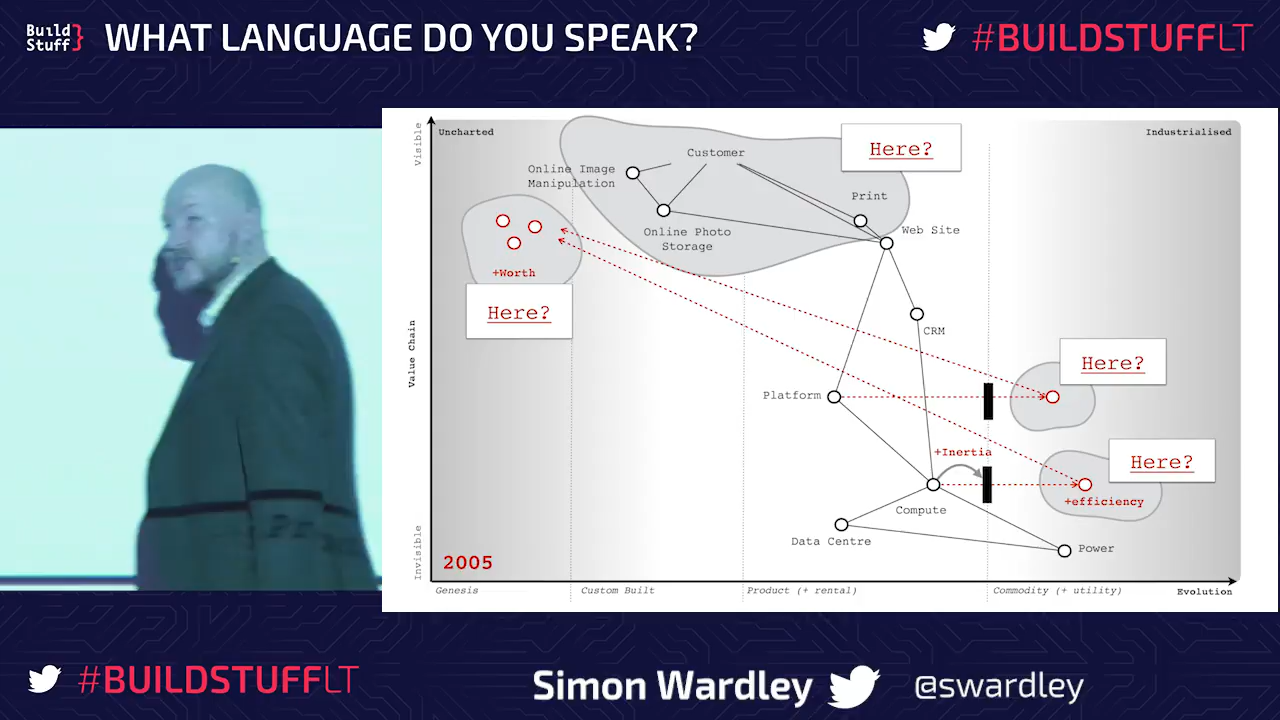 Build
Stuff
WHAT LANGUAGE DO YOU SPEAK?
#BUILDSTUFFLT
Visible
Uncharted
Industrialised
Customer
Here?
Online Image
Manipulation
Print
Online Photo
Storage
Web Site
+Worth
Here?
CRM
Value Chain
Here?
Platform
+Inertia
Here?
+efficiency
Compute
Data Centre
Power
Invisible
2005
Genesis
Custom Built
Product (+ rental)
Commodity (+ utility)
Evolution
#BUILDSTUFFLT
Simon Wardley
@swardley